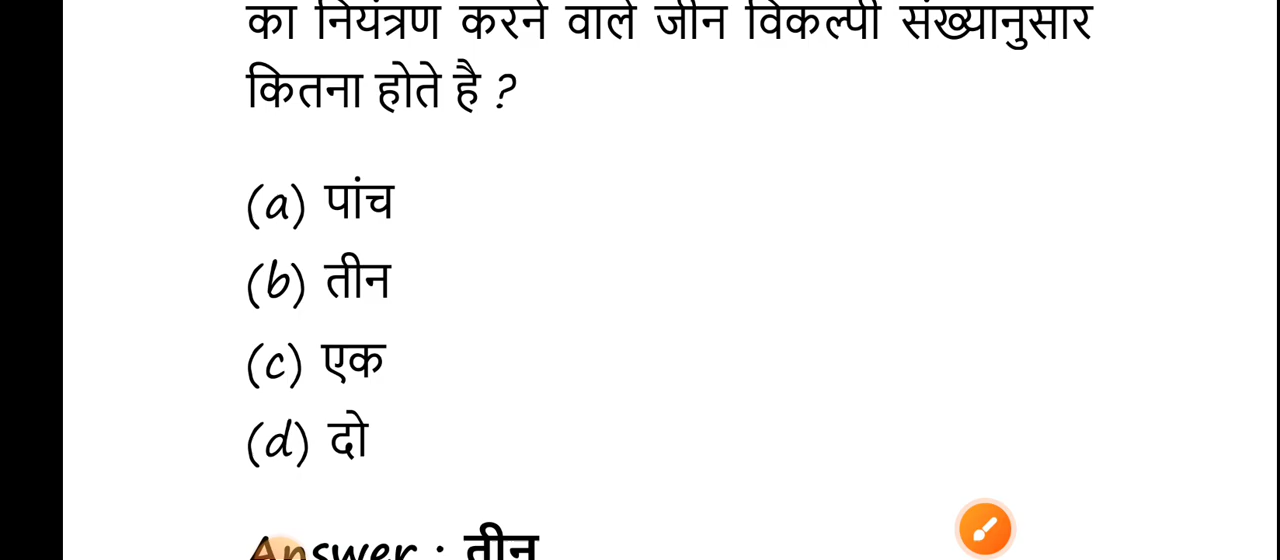 का नियंत्रण करने वाले जीन विकल्पी संख्यानुसार
कितना होते है ?
(a) पांच
(b) तीन
(c) एक
(d) दो
Answer : तीन